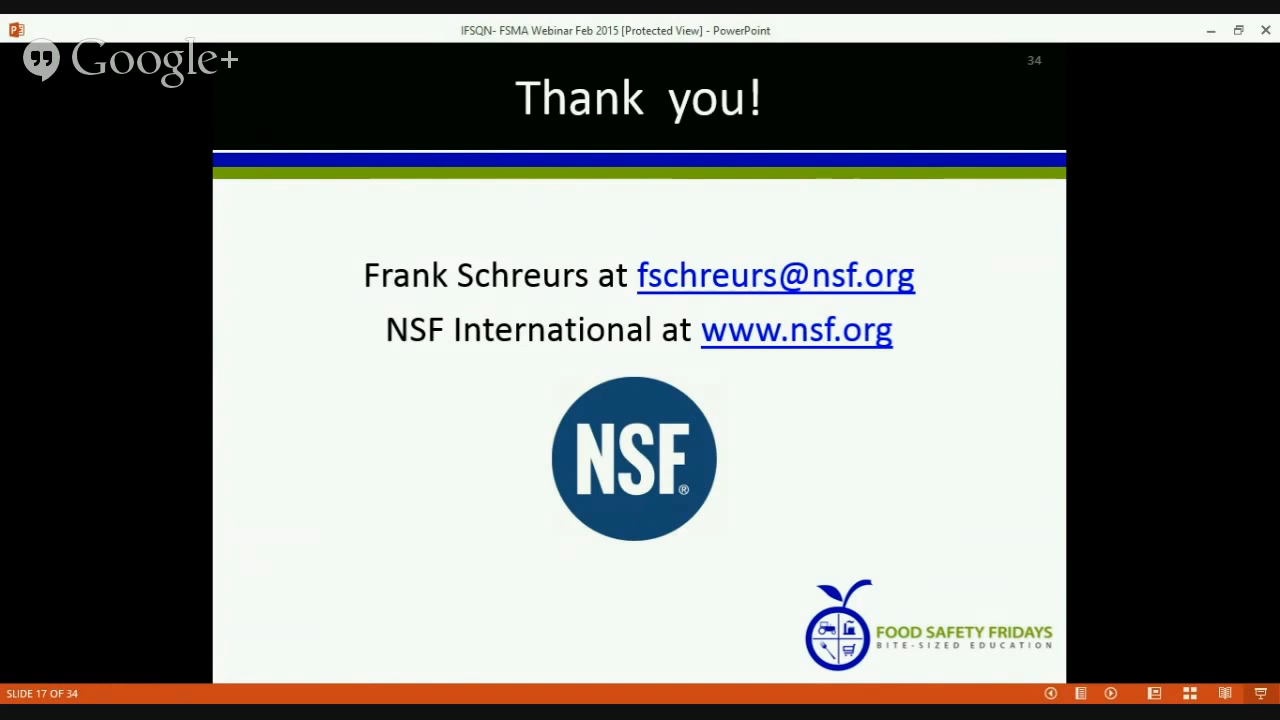 IFSQN- FSMA Webinar Feb 2015 [Protected View] - PowerPoint
Google+
34
Thank you!
Frank Schreurs at fschreurs@nsf.org
NSF International at www.nsf.org
NSF®
FOOD SAFETY FRIDAYS
BITE-SIZED EDUCATION
SLIDE 17 OF 34